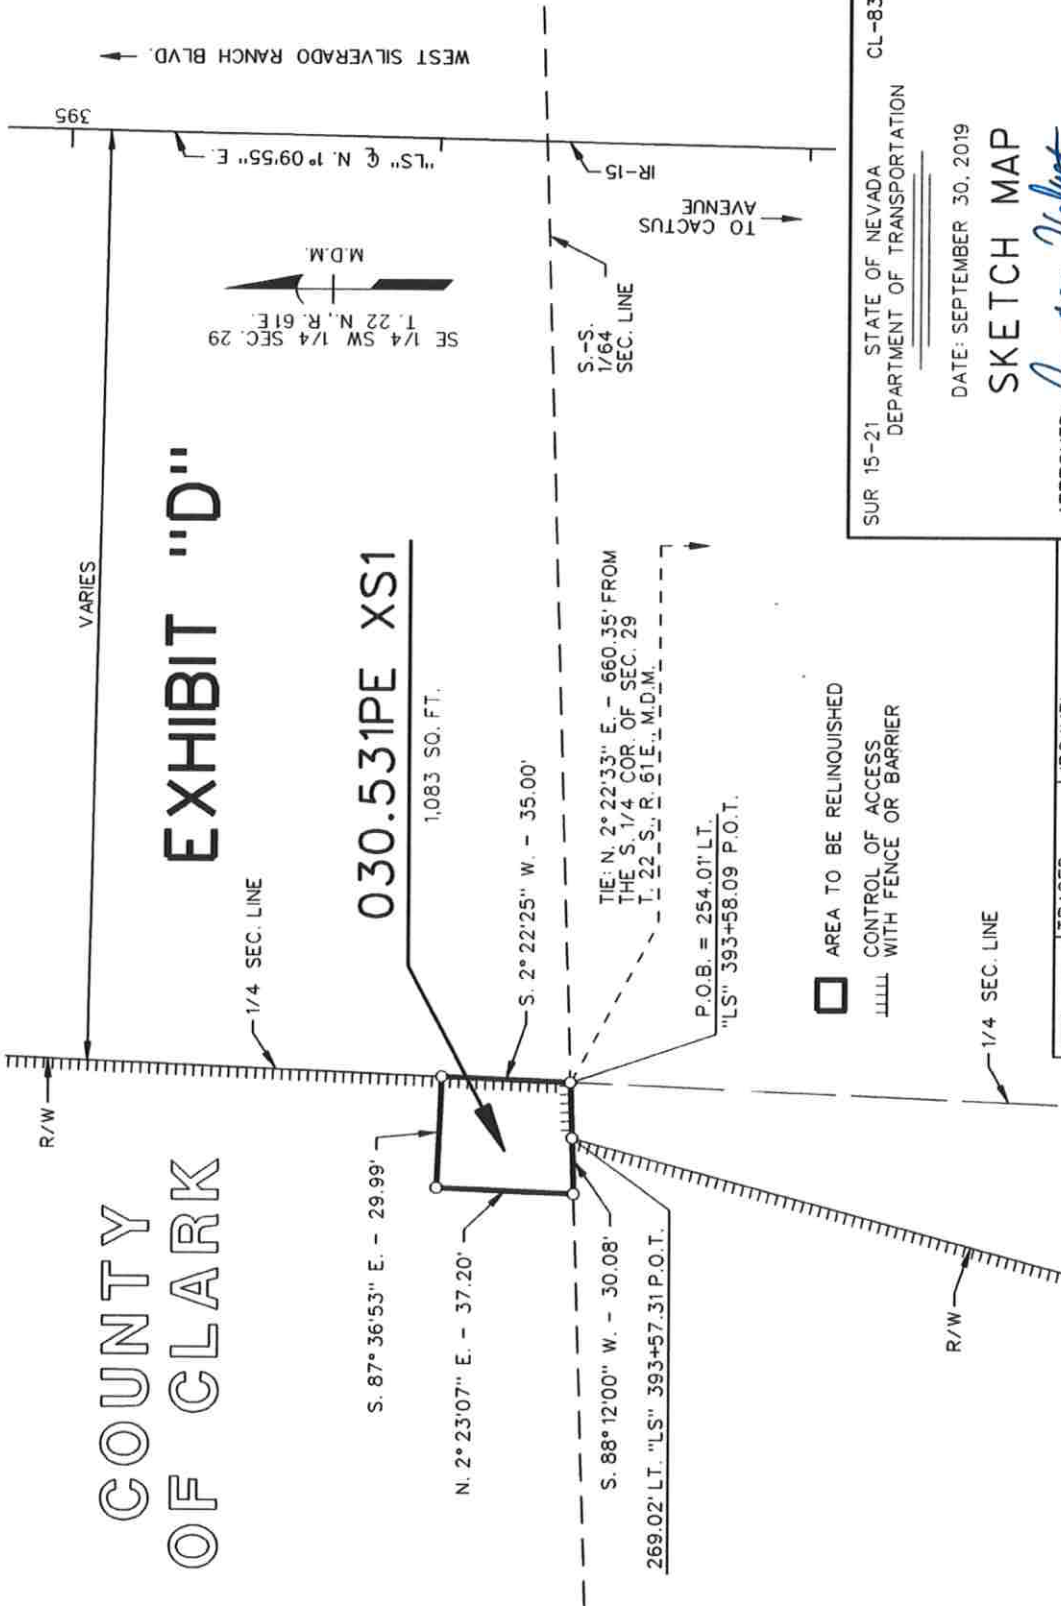 COUNTY
OF CLARK
EXHIBIT "D"
R/W
VARIES
395
WEST SILVERADO RANCH BLVD.
"LS" ℄ N. 1° 09'55" E.
SE 1/4 SW 1/4 SEC. 29
T. 22 N., R. 61E.
M.D.M.
1/4 SEC. LINE
030.531PE XS1
1,083 SQ. FT.
S. 87° 36'53" E. - 29.99'
N. 2° 23'07" E. - 37.20'
S. 2° 22'25" W. - 35.00'
IR-15
TO CACTUS
AVENUE
S.-S.
1/64
SEC. LINE
S. 88° 12'00" W. - 30.08'
269.02' LT. "LS" 393+57.31 P.O.T.
TIE: N. 2° 22'33" E. - 660.35' FROM
THE S. 1/4 COR. OF SEC. 29
T. 22 S., R. 61 E., M.D.M.
P.O.B. = 254.01' LT.
"LS" 393+58.09 P.O.T.
AREA TO BE RELINQUISHED
CONTROL OF ACCESS
WITH FENCE OR BARRIER
R/W
1/4 SEC. LINE
SUR 15-21 STATE OF NEVADA CL-83
DEPARTMENT OF TRANSPORTATION
DATE: SEPTEMBER 30, 2019
SKETCH MAP